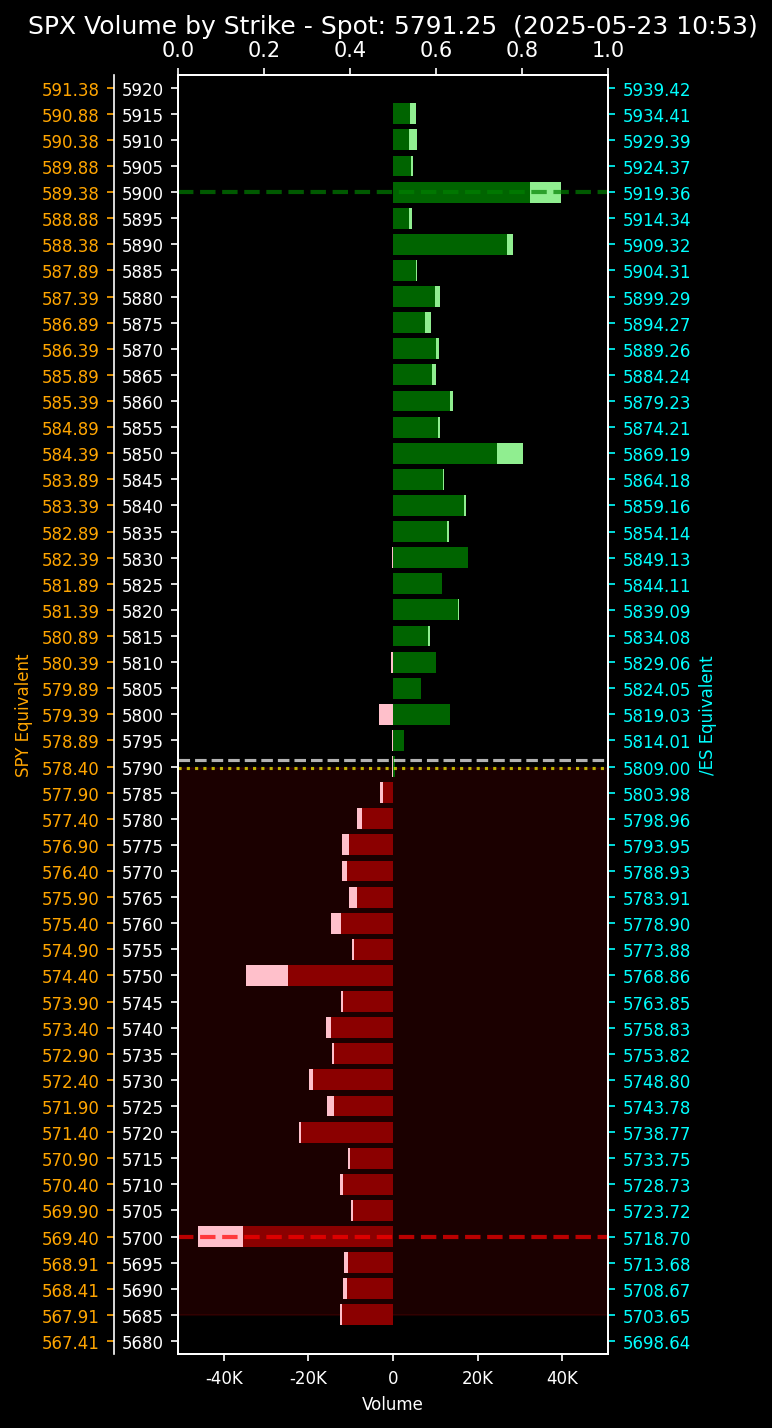 SPX Volume by Strike - Spot: 5791.25 (2025-05-23 10:53)
0.0 0.2 0.4 0.6 0.8 1.0
591.38 5920 5939.42
590.88 5915 5934.41
590.38 5910 5929.39
589.88 5905 5924.37
589.38 5900 5919.36
588.88 5895 5914.34
588.38 5890 5909.32
587.89 5885 5904.31
587.39 5880 5899.29
586.89 5875 5894.27
586.39 5870 5889.26
585.89 5865 5884.24
585.39 5860 5879.23
584.89 5855 5874.21
584.39 5850 5869.19
583.89 5845 5864.18
583.39 5840 5859.16
582.89 5835 5854.14
582.39 5830 5849.13
581.89 5825 5844.11
581.39 5820 5839.09
580.89 5815 5834.08
580.39 5810 5829.06
579.89 5805 5824.05
579.39 5800 5819.03
578.89 5795 5814.01
578.40 5790 5809.00
577.90 5785 5803.98
577.40 5780 5798.96
576.90 5775 5793.95
576.40 5770 5788.93
575.90 5765 5783.91
575.40 5760 5778.90
574.90 5755 5773.88
574.40 5750 5768.86
573.90 5745 5763.85
573.40 5740 5758.83
572.90 5735 5753.82
572.40 5730 5748.80
571.90 5725 5743.78
571.40 5720 5738.77
570.90 5715 5733.75
570.40 5710 5728.73
569.90 5705 5723.72
569.40 5700 5718.70
568.91 5695 5713.68
568.41 5690 5708.67
567.91 5685 5703.65
567.41 5680 5698.64
SPY Equivalent
/ES Equivalent
-40K -20K 0 20K 40K
Volume